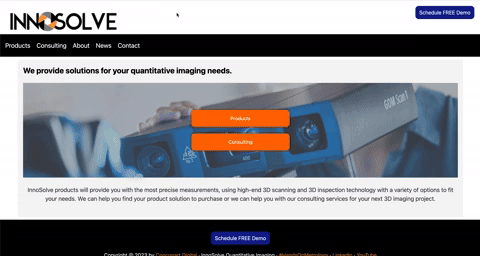 INNOSOLVE
Schedule FREE Demo
Products Consulting About News Contact
We provide solutions for your quantitative imaging needs.
GOM Scan 1
Products
Consulting
InnoSolve products will provide you with the most precise measurements, using high-end 3D scanning and 3D inspection technology with a variety of options to fit
your needs. We can help you find your product solution to purchase or we can help you with our consulting services for your next 3D Imaging project.
Schedule FREE Demo
Copyright © 2023 by Compoact Digital - InnoSolve Quantitative Imaging - - LinkedIn - YouTube